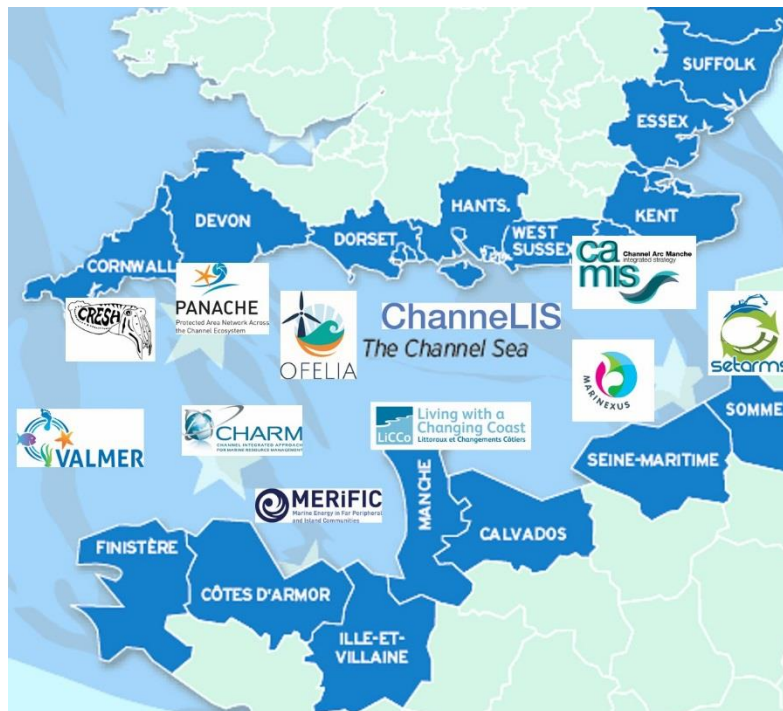 SUFFOLK
ESSEX
KENT
HANTS.
WEST
SUSSEX
DEVON
DORSET
CORNWALL
ca
mis
Channel Arc Manche
integrated strategy
CRESH
PANACHE
Protected Area Network Across
the Channel Ecosystem
OFELIA
ChanneLIS
The Channel Sea
MARINEXUS
setarms
SOMME
VALMER
CHARM
CHANNEL INTEGRATED APPROACH
FOR MARINE RESOURCE MANAGEMENT
LiCCo
Living with a
Changing Coast
Littoraux et Changements Côtiers
SEINE-MARITIME
MERiFIC
Marine Energy in Far Peripheral
and Island Communities
MANCHE
CALVADOS
FINISTÈRE
CÔTES D'ARMOR
ILLE-ET-
VILLAINE